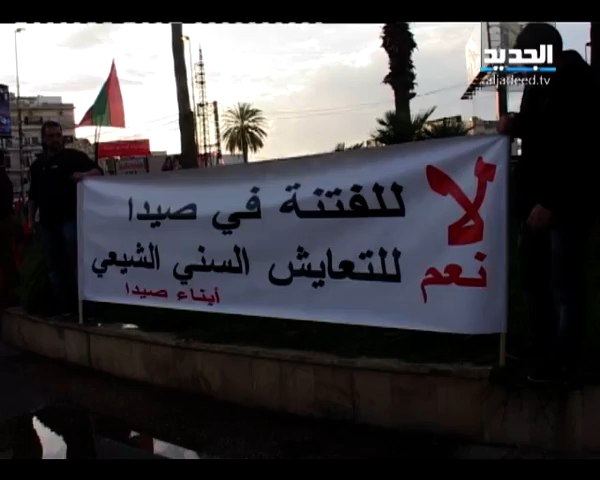 الجديد
aljadeed.tv
لا للفتنة في صيدا
نعم للتعايش السني الشيعي
أبناء صيدا